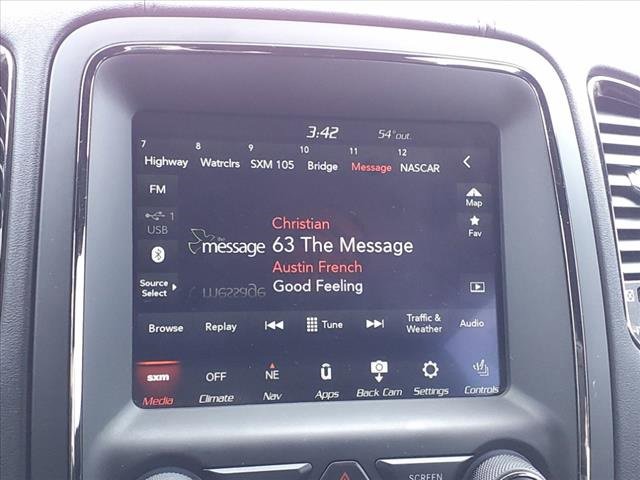 3:42 54° out.
7 8 9 10 11 12
Highway Watrclrs SXM 105 Bridge Message NASCAR
FM
Map
1
USB
Fav
Christian
the message 63 The Message
Austin French
Good Feeling
Source
Select
Browse Replay Tune Traffic & Weather Audio
sxm OFF NE
Media Climate Nav Apps Back Cam Settings Controls
SCREEN